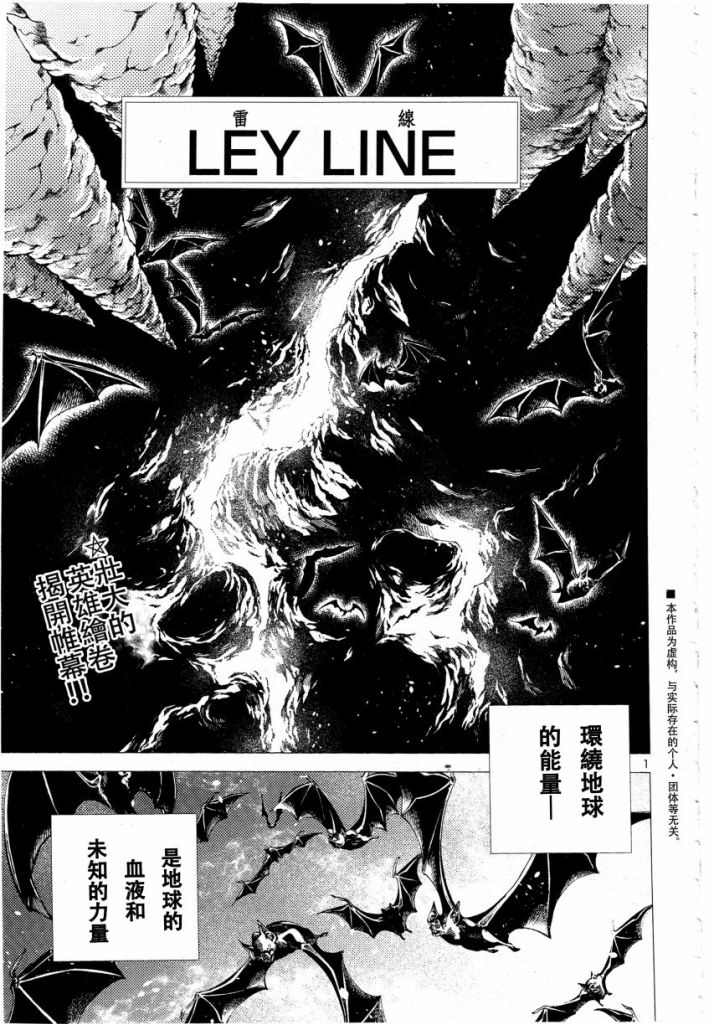 雷線
LEY LINE
☆壯大的
英雄繪卷
揭開帷幕!!
■本作品为虚构，与实际存在的个人・团体等无关。
環繞地球
的能量—
1
是地球的
血液和
未知的力量